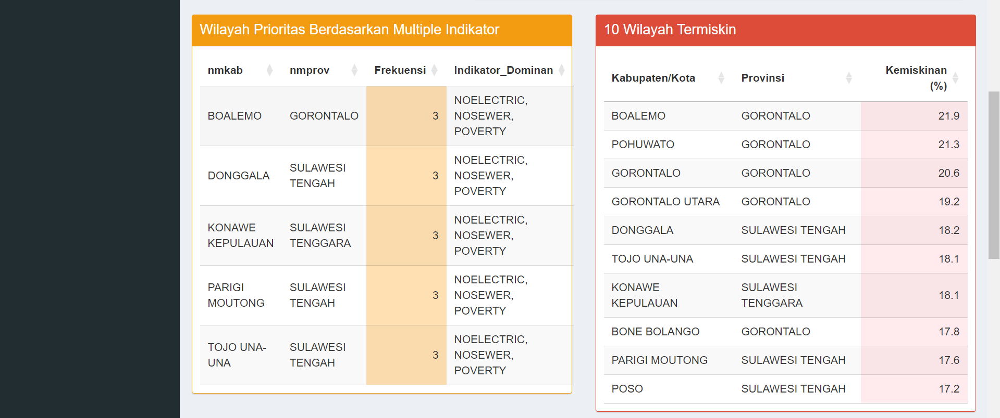 Wilayah Prioritas Berdasarkan Multiple Indikator
nmkab nmprov Frekuensi Indikator_Dominan
BOALEMO GORONTALO 3 NOELECTRIC,
NOSEWER,
POVERTY
DONGGALA SULAWESI
TENGAH 3 NOELECTRIC,
NOSEWER,
POVERTY
KONAWE
KEPULAUAN SULAWESI
TENGGARA 3 NOELECTRIC,
NOSEWER,
POVERTY
PARIGI
MOUTONG SULAWESI
TENGAH 3 NOELECTRIC,
NOSEWER,
POVERTY
TOJO UNA-
UNA SULAWESI
TENGAH 3 NOELECTRIC,
NOSEWER,
POVERTY
10 Wilayah Termiskin
Kabupaten/Kota Provinsi Kemiskinan
(%)
BOALEMO GORONTALO 21.9
POHUWATO GORONTALO 21.3
GORONTALO GORONTALO 20.6
GORONTALO UTARA GORONTALO 19.2
DONGGALA SULAWESI TENGAH 18.2
TOJO UNA-UNA SULAWESI TENGAH 18.1
KONAWE
KEPULAUAN SULAWESI
TENGGARA 18.1
BONE BOLANGO GORONTALO 17.8
PARIGI MOUTONG SULAWESI TENGAH 17.6
POSO SULAWESI TENGAH 17.2